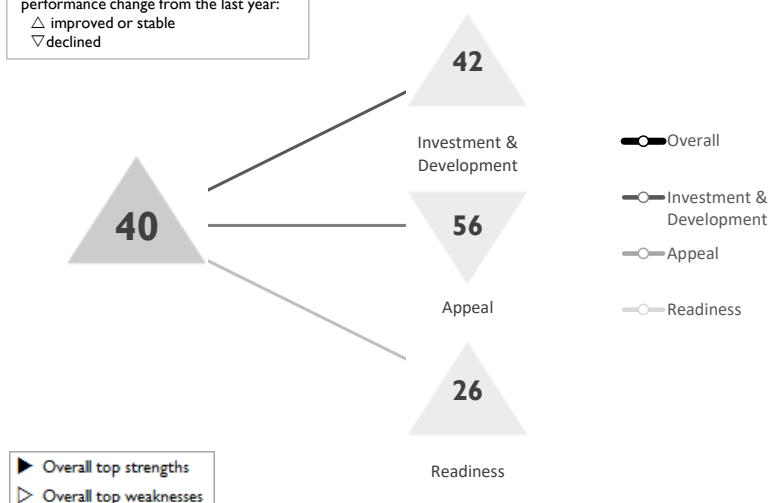 performance change from the last year:
△ improved or stable
▽ declined
42
Investment &
Development
40
56
Appeal
26
Readiness
Overall
Investment &
Development
Appeal
Readiness
▶ Overall top strengths
▷ Overall top weaknesses